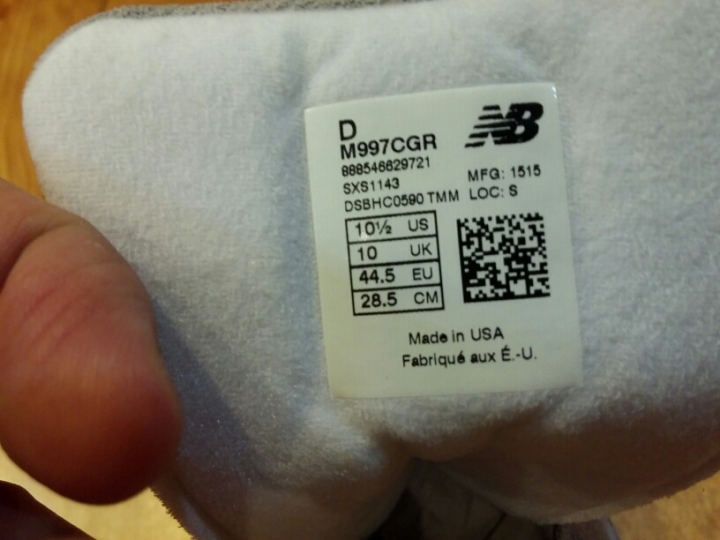 D
M997CGR
888546629721
SXS1143
DSBHC0590 TMM
NB
MFG: 1515
LOC: S
10½ US
10 UK
44.5 EU
28.5 CM
Made in USA
Fabriqué aux É.-U.